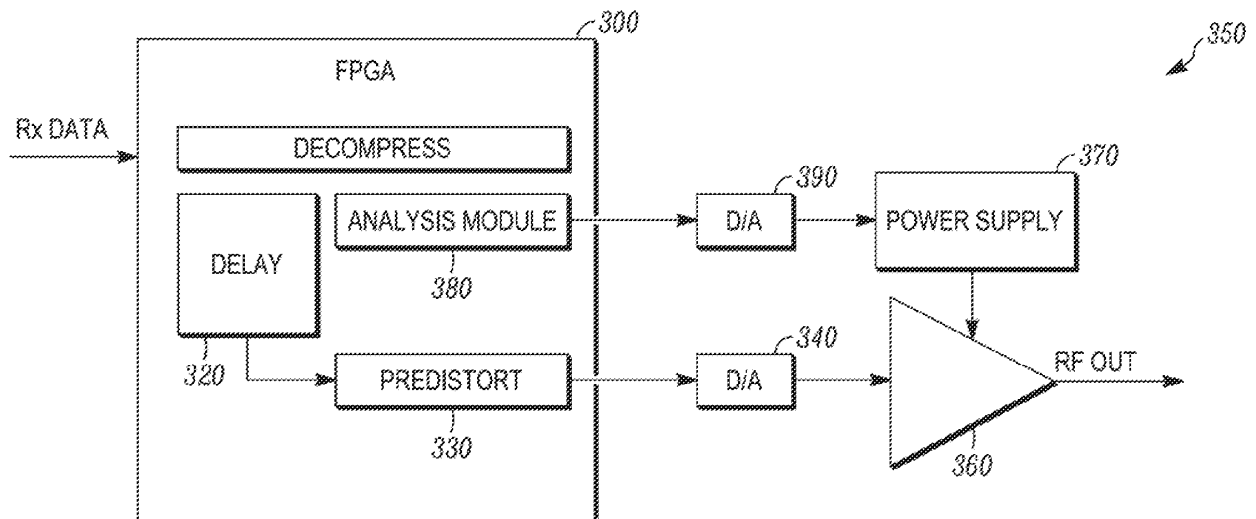 300
350
FPGA
Rx DATA
DECOMPRESS
390
370
ANALYSIS MODULE
D/A
POWER SUPPLY
DELAY
380
340
320
PREDISTORT
D/A
RF OUT
330
360